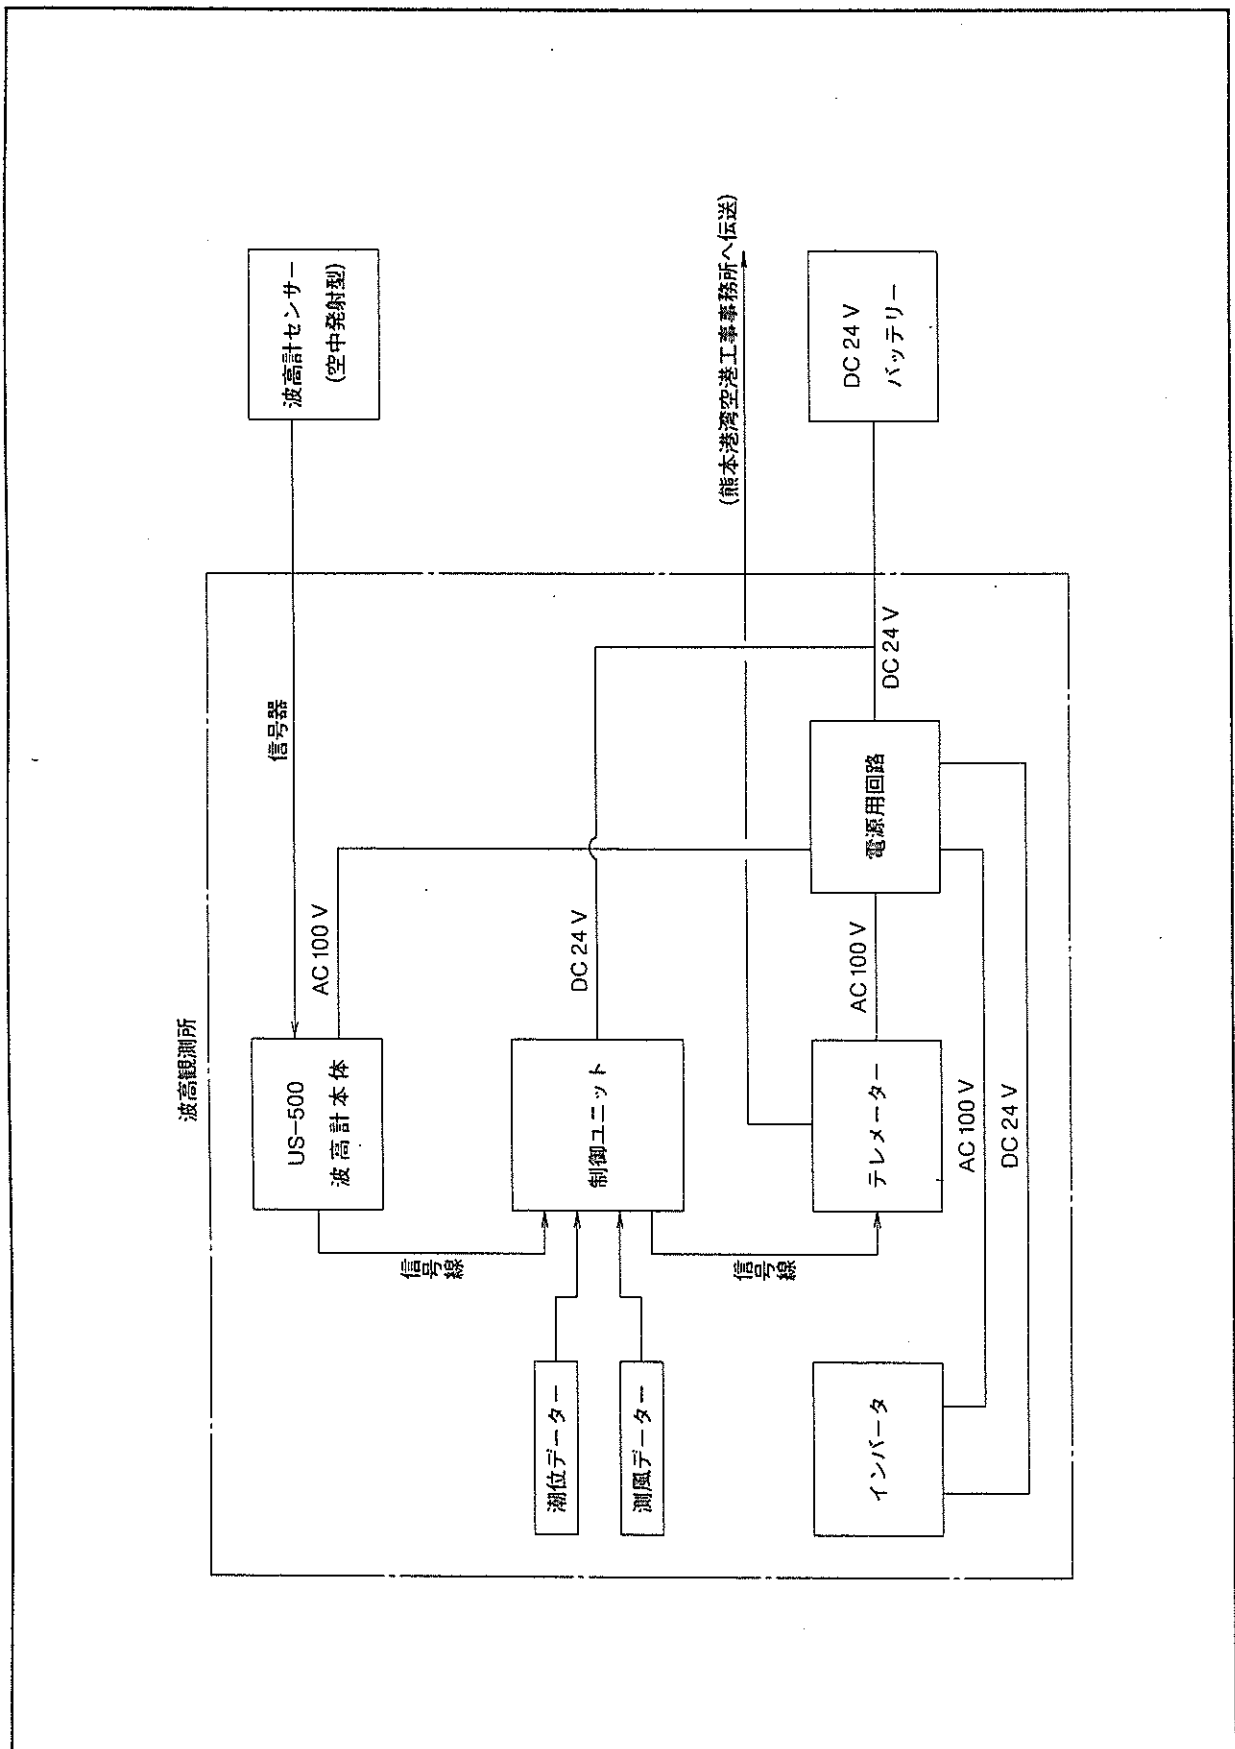 波高観測所
波高計センサー
(空中発射型)
信号器
US-500
波高計本体
AC 100 V
信号線
潮位データー
測風データー
制御ユニット
DC 24 V
信号線
(熊本港湾空港工事事務所へ伝送)
テレメーター
AC 100 V
電源用回路
DC 24 V
DC 24 V
バッテリー
インバータ
AC 100 V
DC 24 V